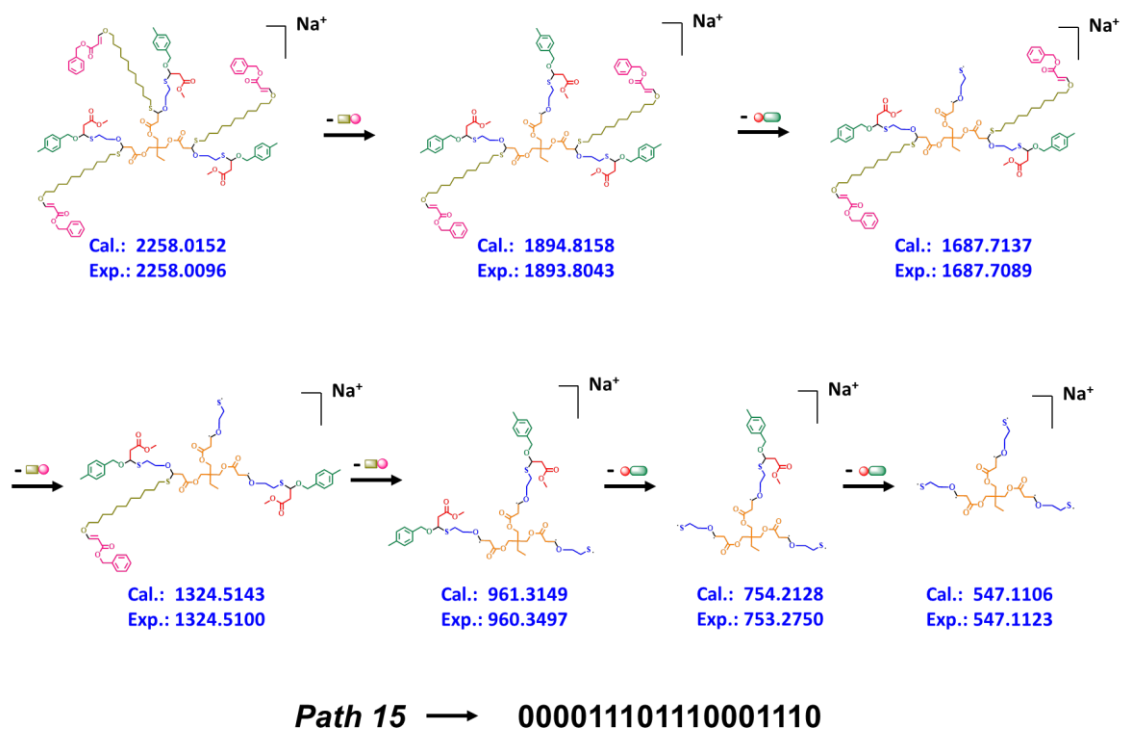 Na+
Na+
Na+
Cal.: 2258.0152
Exp.: 2258.0096
Cal.: 1894.8158
Exp.: 1893.8043
Cal.: 1687.7137
Exp.: 1687.7089
Na+
Na+
Na+
Na+
Cal.: 1324.5143
Exp.: 1324.5100
Cal.: 961.3149
Exp.: 960.3497
Cal.: 754.2128
Exp.: 753.2750
Cal.: 547.1106
Exp.: 547.1123
Path 15 → 000011101110001110